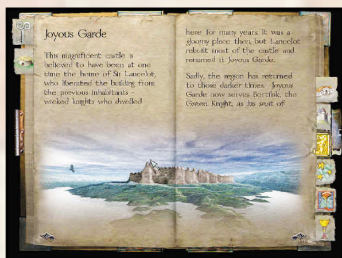 Joyous Garde
This magnificent castle is
believed to have been at one
time the home of Sir Lancelot,
who liberated the building from
the previous inhabitants -
wicked knights who dwelled
here for many years. It was a
gloomy place then, but Lancelot
rebuilt most of the castle and
renamed it Joyous Garde.
Sadly, the region has returned
to those darker times. Joyous
Garde now serves Bertilak, the
Green Knight, as his seat of